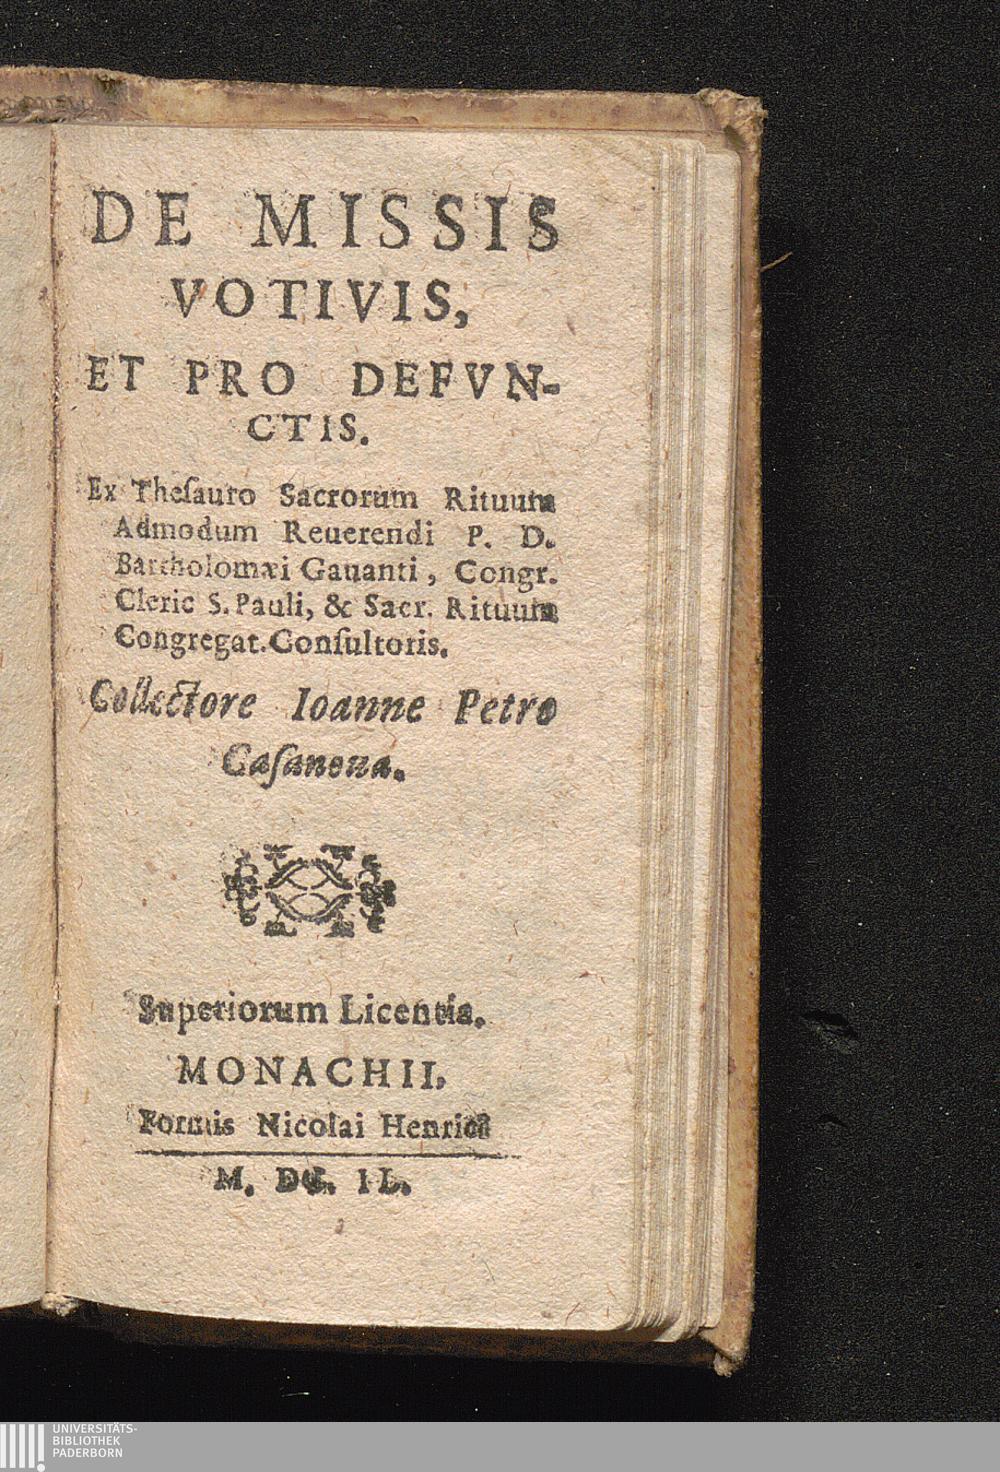 DE MISSIS
VOTIVIS,
ET PRO DEFVN-
CTIS.
Ex Theſauro Sacrorum Rituum
Admodum Reuerendi P. D.
Bartholomæi Gauanti, Congr.
Cleric S. Pauli, & Sacr. Rituum
Congregat. Conſultoris.
Collectore Ioanne Petro
Caſanoua.
Superiorum Licentia.
MONACHII,
Formis Nicolai Henrici
M. DC. IL.
UNIVERSITÄTS-
BIBLIOTHEK
PADERBORN